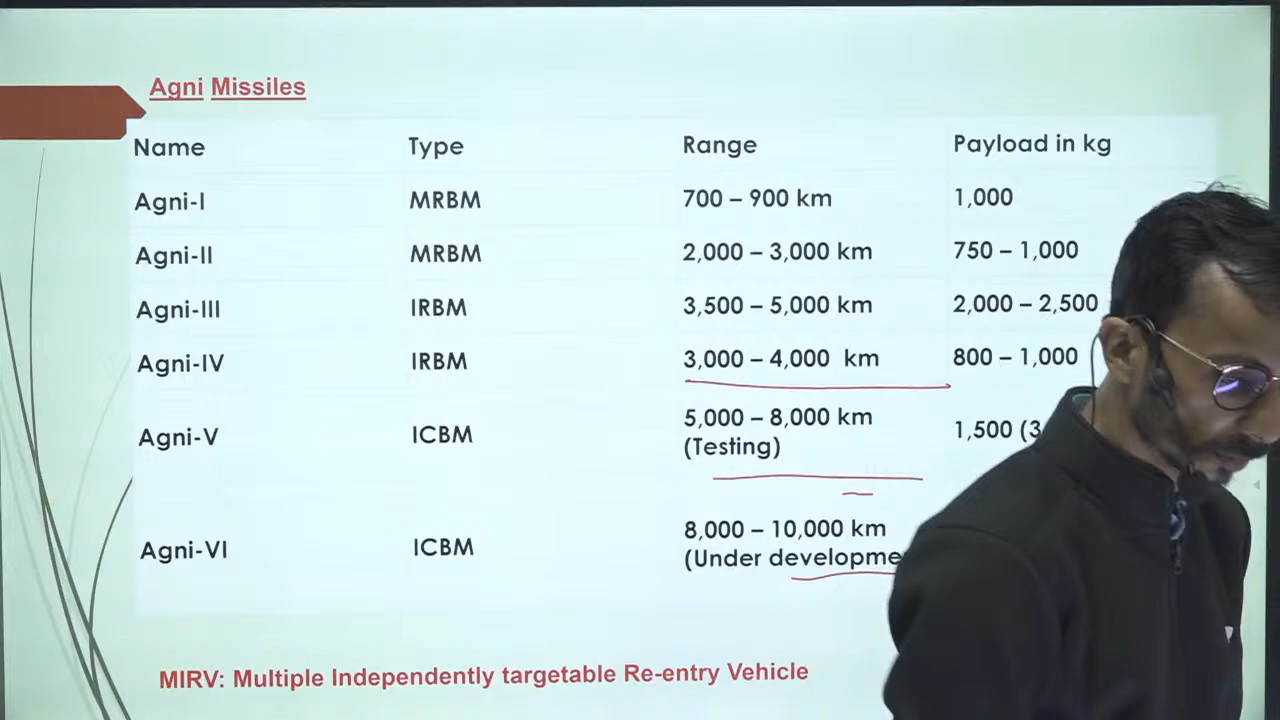 Agni Missiles
Name Type Range Payload in kg
Agni-I MRBM 700 – 900 km 1,000
Agni-II MRBM 2,000 – 3,000 km 750 – 1,000
Agni-III IRBM 3,500 – 5,000 km 2,000 – 2,500
Agni-IV IRBM 3,000 – 4,000 km 800 – 1,000
Agni-V ICBM 5,000 – 8,000 km 1,500 (3
(Testing)
Agni-VI ICBM 8,000 – 10,000 km
(Under developme
MIRV: Multiple Independently targetable Re-entry Vehicle